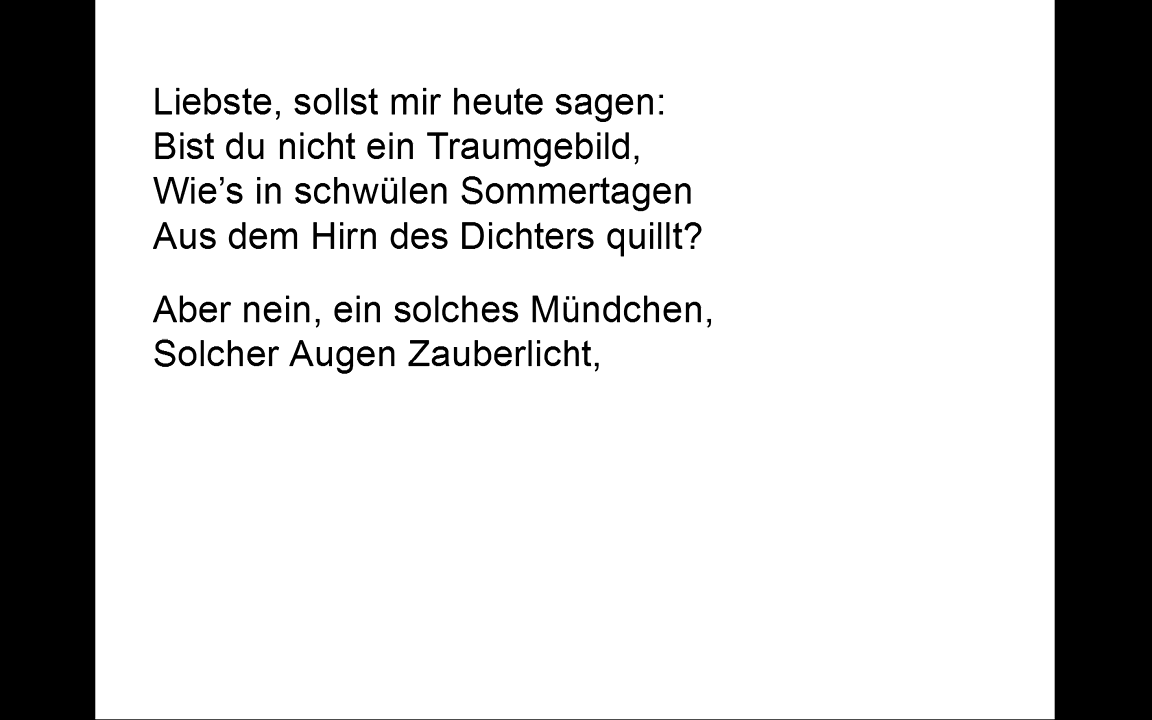 Liebste, sollst mir heute sagen:
Bist du nicht ein Traumgebild,
Wie’s in schwülen Sommertagen
Aus dem Hirn des Dichters quillt?
Aber nein, ein solches Mündchen,
Solcher Augen Zauberlicht,